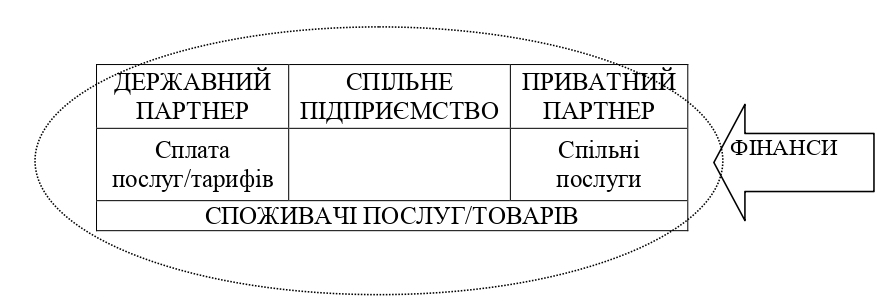 ДЕРЖАВНИЙ
ПАРТНЕР
СПІЛЬНЕ
ПІДПРИЄМСТВО
ПРИВАТНИЙ
ПАРТНЕР
Сплата
послуг/тарифів
Спільні
послуги
СПОЖИВАЧІ ПОСЛУГ/ТОВАРІВ
ФІНАНСИ